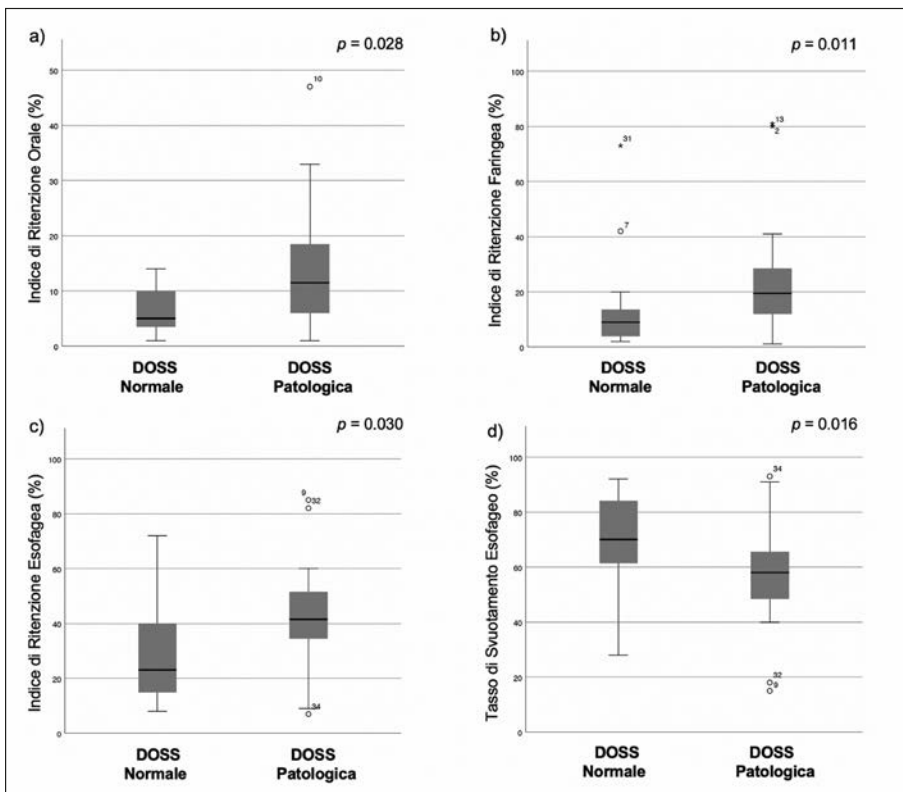 a)
p = 0.028
Indice di Ritenzione Orale (%)
50
40
30
20
10
0
10
DOSS
Normale
DOSS
Patologica
b)
p = 0.011
Indice di Ritenzione Faringea (%)
100
80
60
40
20
0
31
7
13
2
DOSS
Normale
DOSS
Patologica
c)
p = 0.030
Indice di Ritenzione Esofagea (%)
100
80
60
40
20
0
9
32
34
DOSS
Normale
DOSS
Patologica
d)
p = 0.016
Tasso di Svuotamento Esofageo (%)
100
80
60
40
20
0
34
32
9
DOSS
Normale
DOSS
Patologica